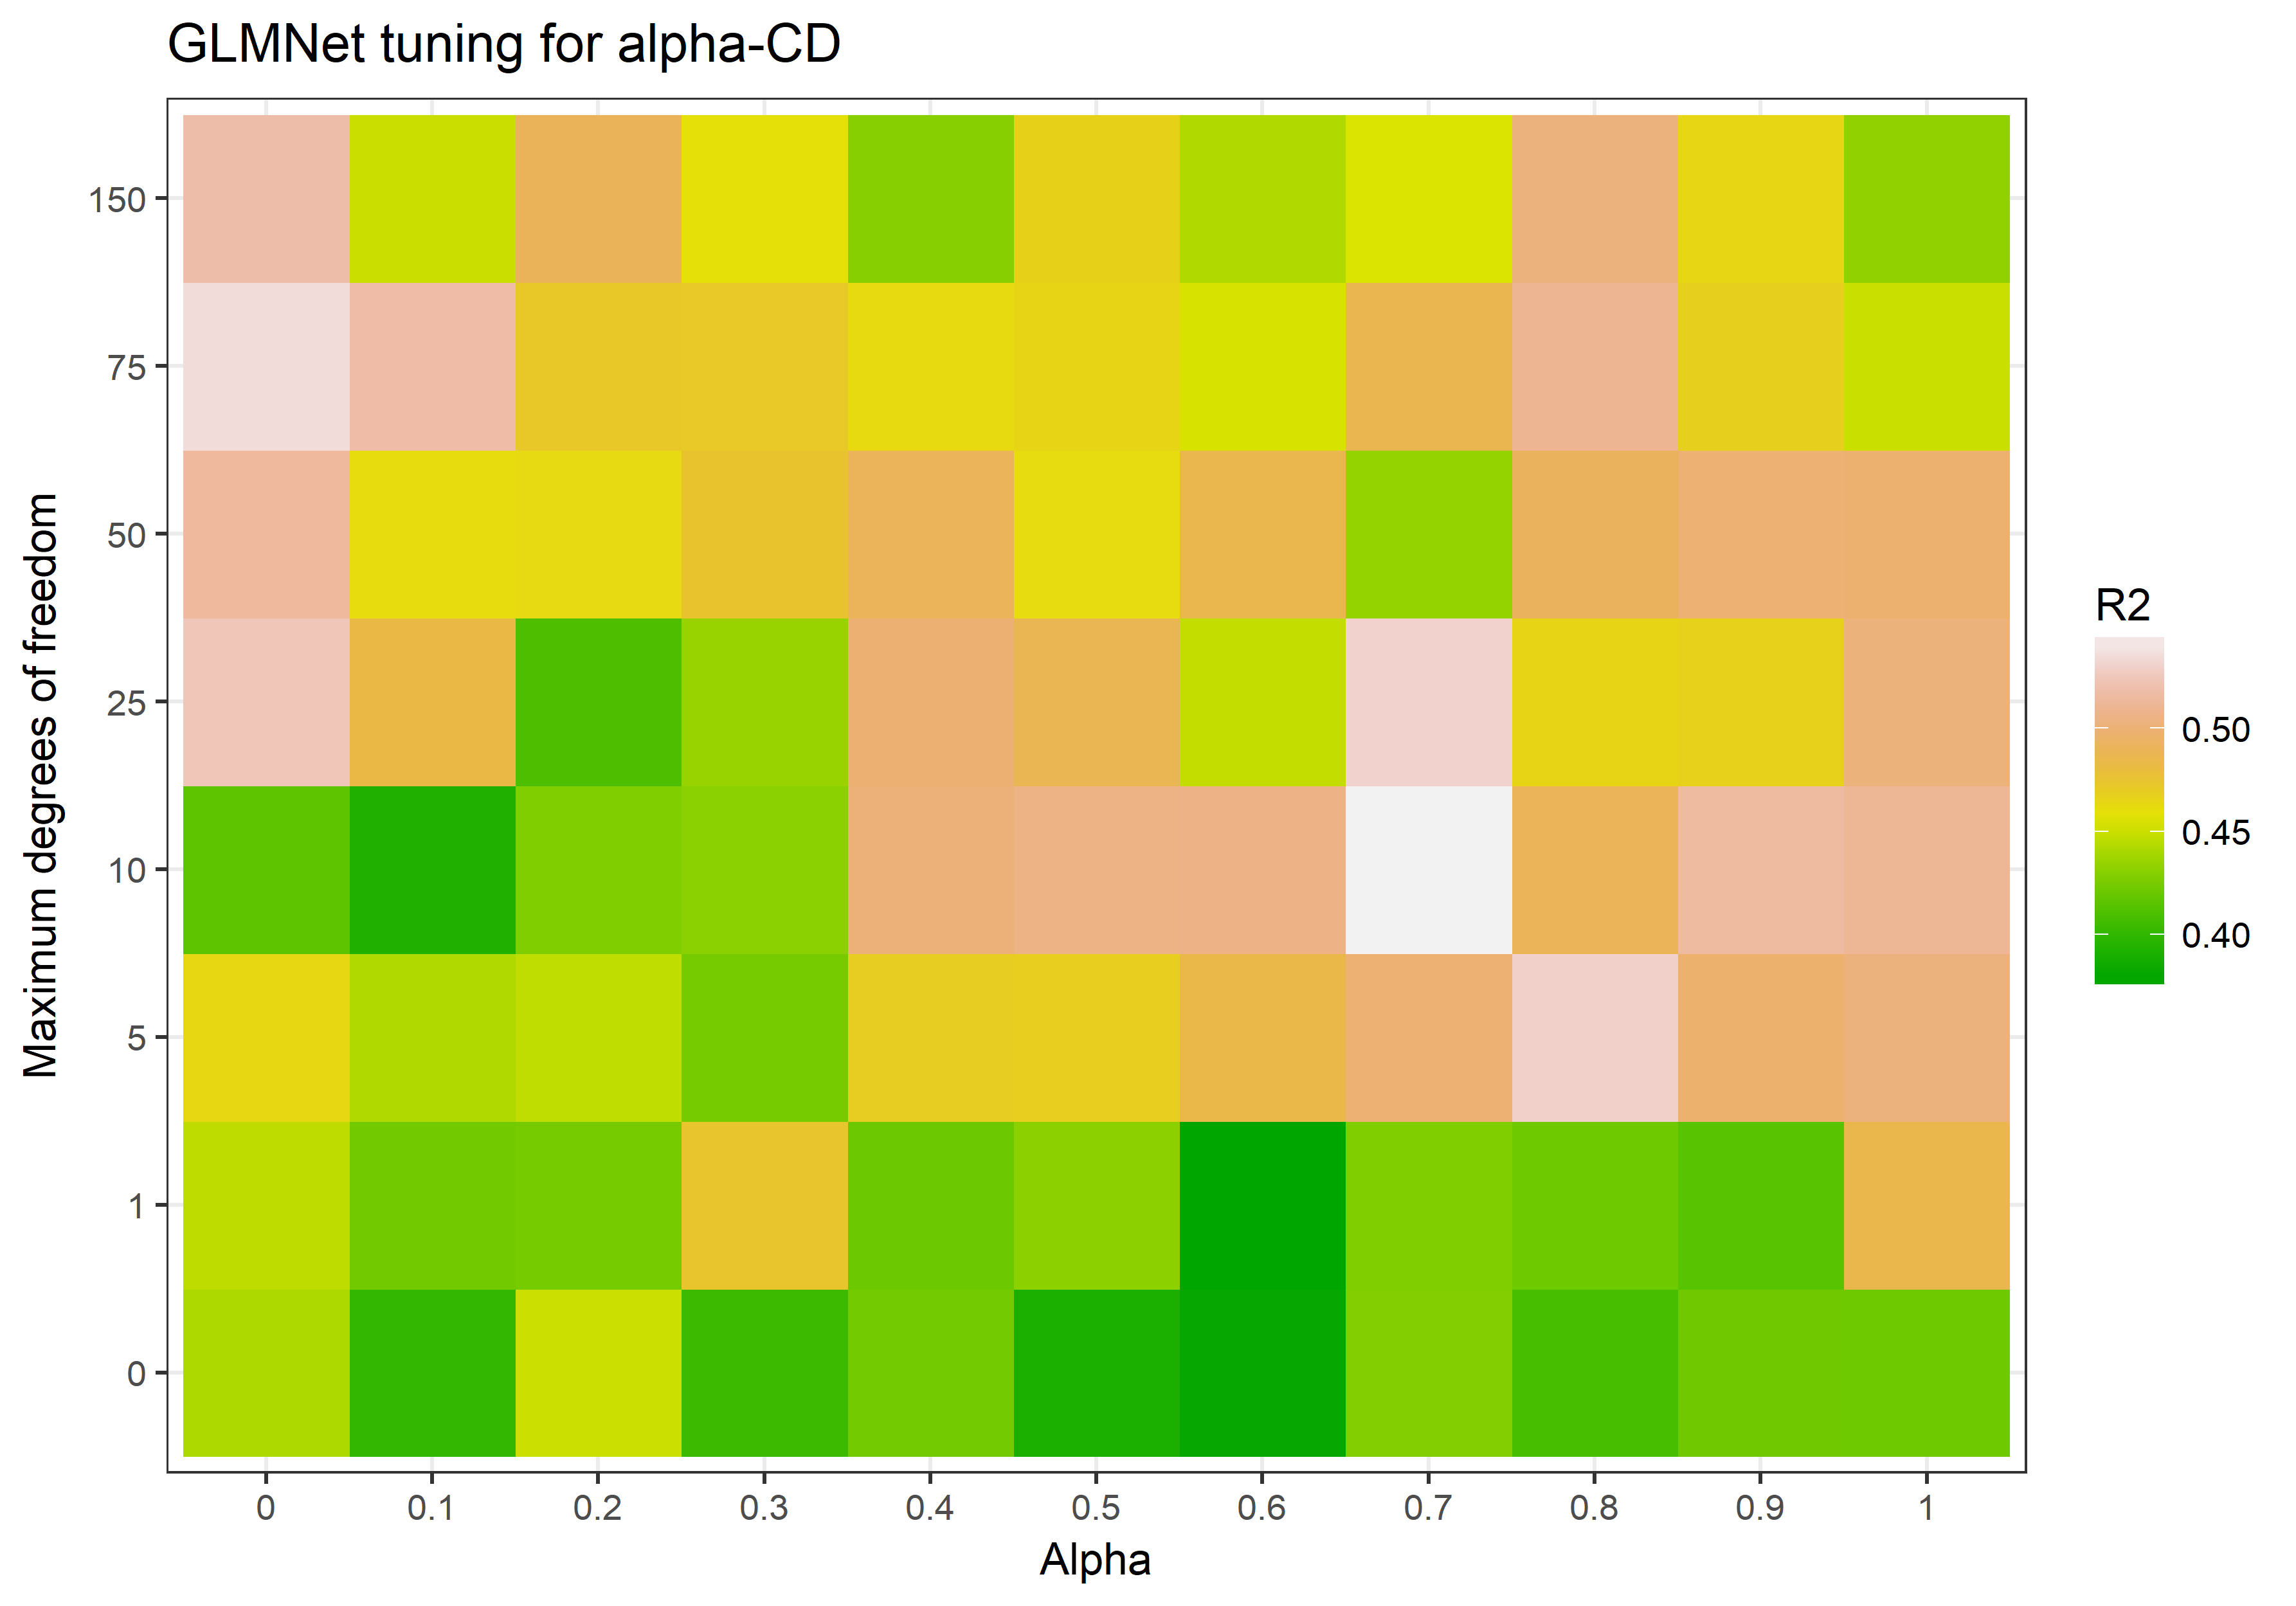 GLMNet tuning for alpha-CD
Maximum degrees of freedom
150
75
50
25
10
5
1
0
0 0.1 0.2 0.3 0.4 0.5 0.6 0.7 0.8 0.9 1
Alpha
R2
0.50
0.45
0.40